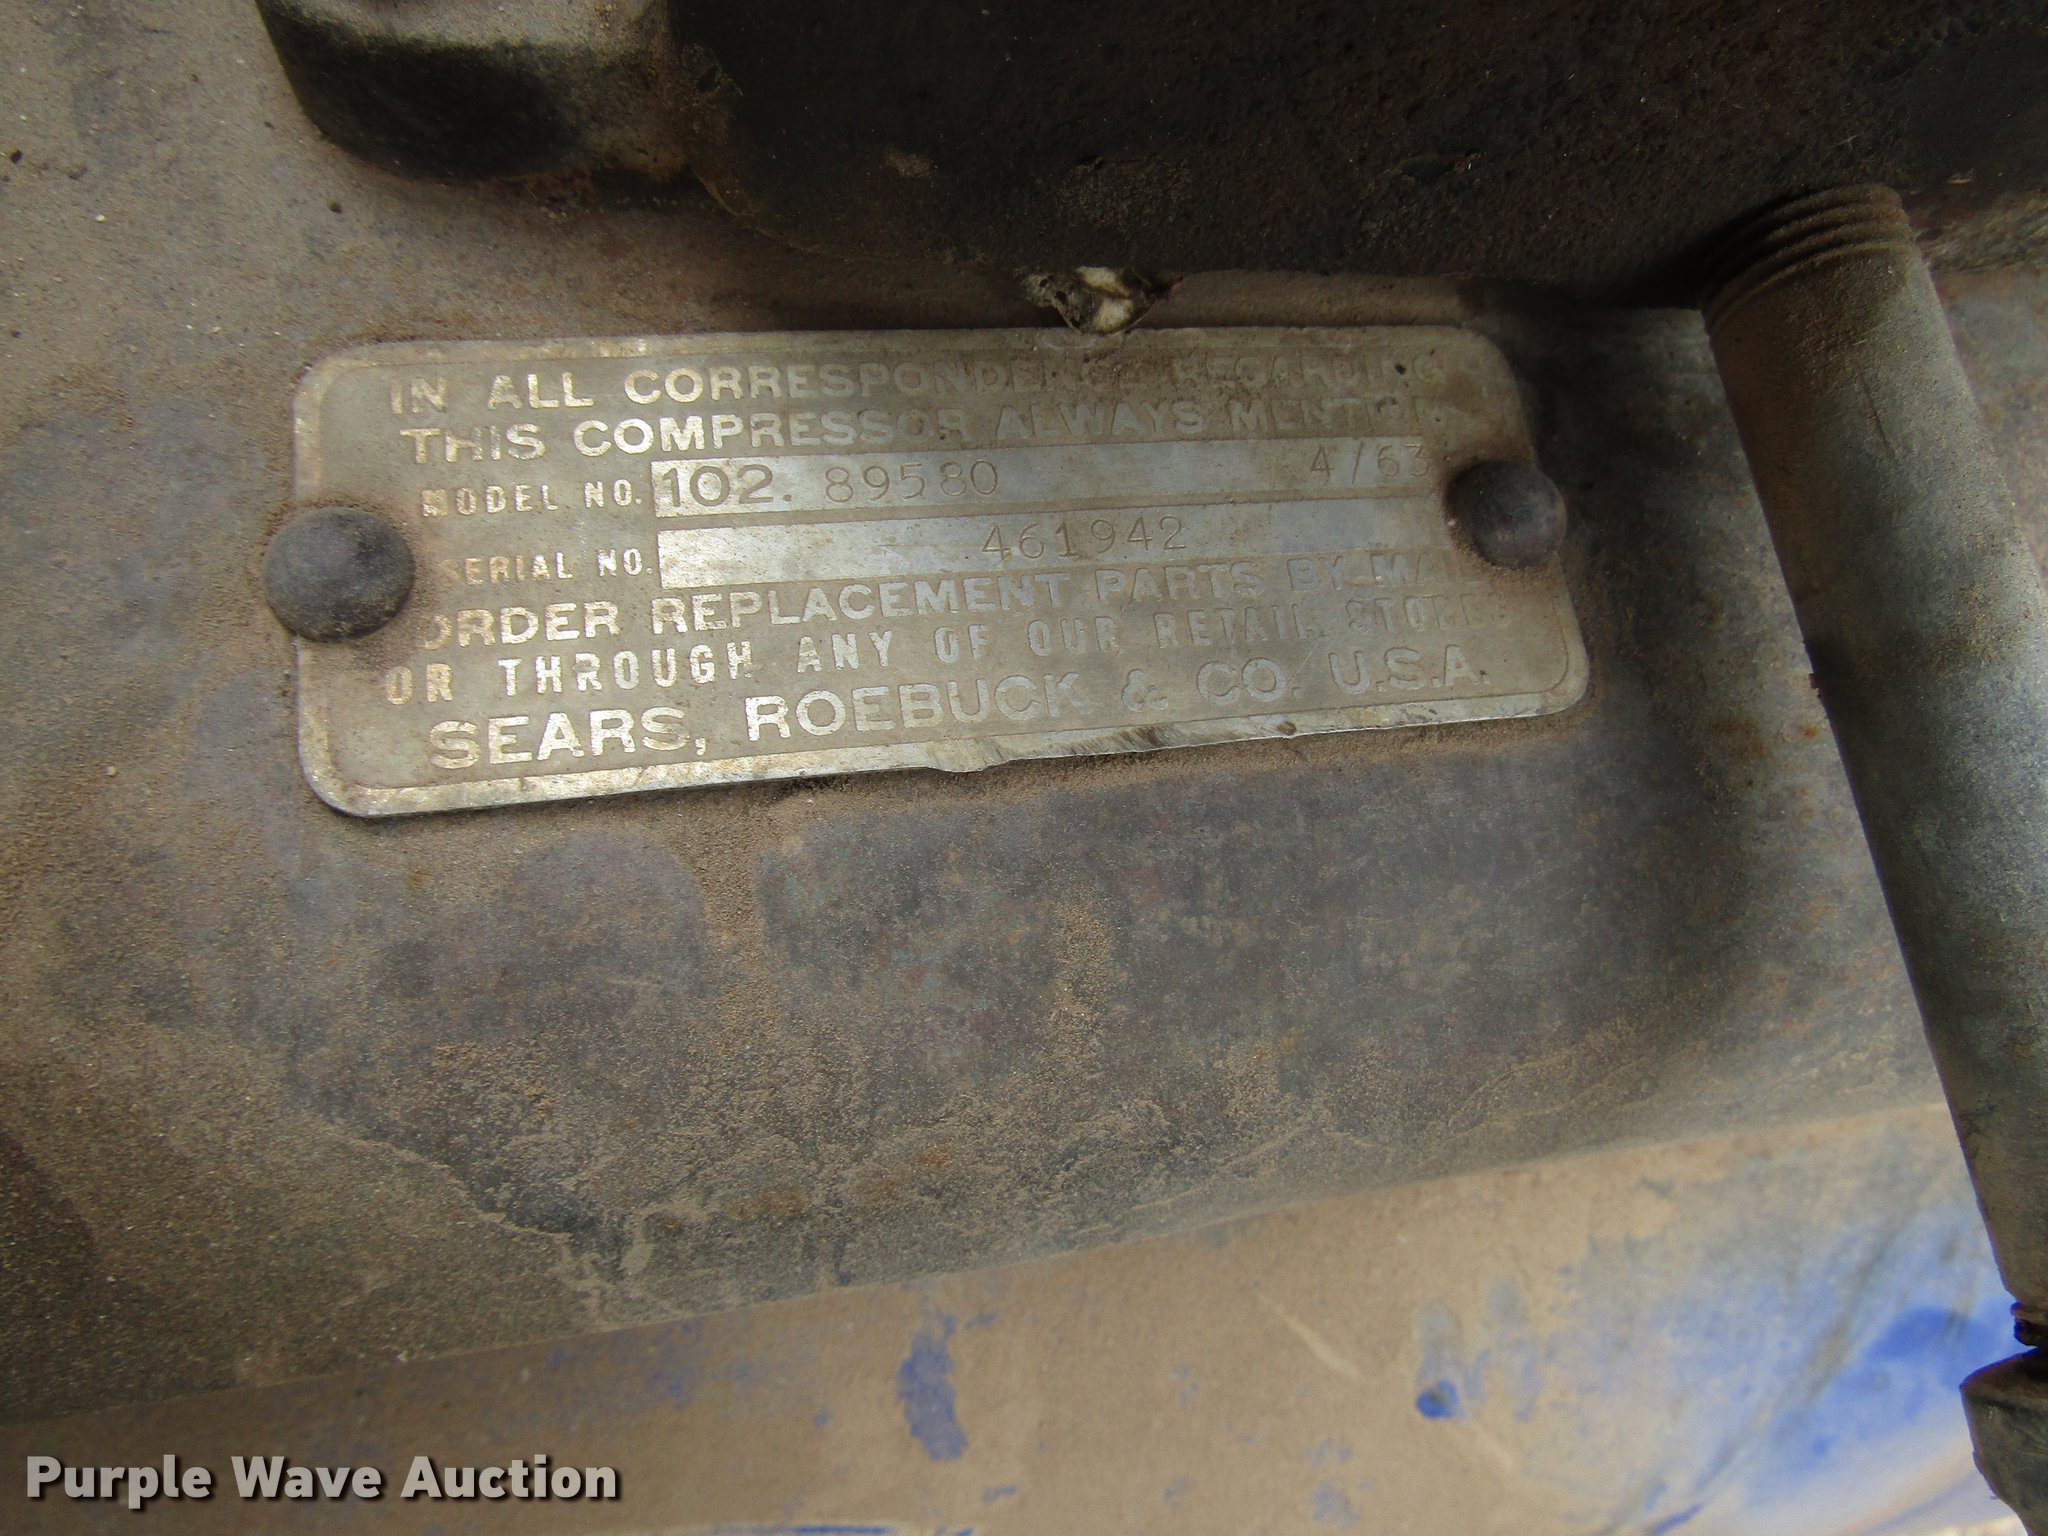 IN ALL CORRESPONDENCE REGARDING
THIS COMPRESSOR ALWAYS MENTION
MODEL NO. 102. 89580 4/63
SERIAL NO. 461942
ORDER REPLACEMENT PARTS BY MAIL
OR THROUGH ANY OF OUR RETAIL STORES
SEARS, ROEBUCK & CO. U.S.A.
Purple Wave Auction